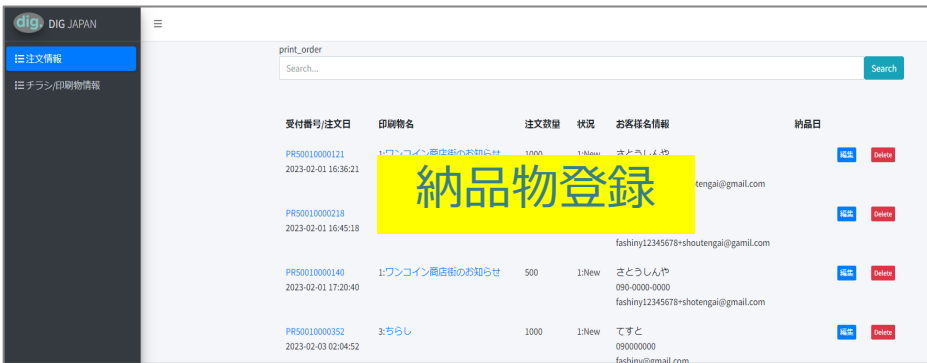 dig. DIG JAPAN
注文情報
チラシ/印刷物情報
print_order
Search... Search
受付番号/注文日 印刷物名 注文数量 状況 お客様名情報 納品日
PR50010000121 1:ワンコイン商店街のお知らせ 1000 1:New さとうしんや 編集 Delete
2023-02-01 16:36:21
tengai@gmail.com
納品物登録
PR50010000218 編集 Delete
2023-02-01 16:45:18
fashiny12345678+shoutengai@gamil.com
PR50010000140 1:ワンコイン商店街のお知らせ 500 1:New さとうしんや 編集 Delete
2023-02-01 17:20:40 090-0000-0000
fashiny12345678+shotengai@gmail.com
PR50010000352 3:ちらし 1000 1:New てすと 編集 Delete
2023-02-03 02:04:52 090000000
fashiny@gmail.com